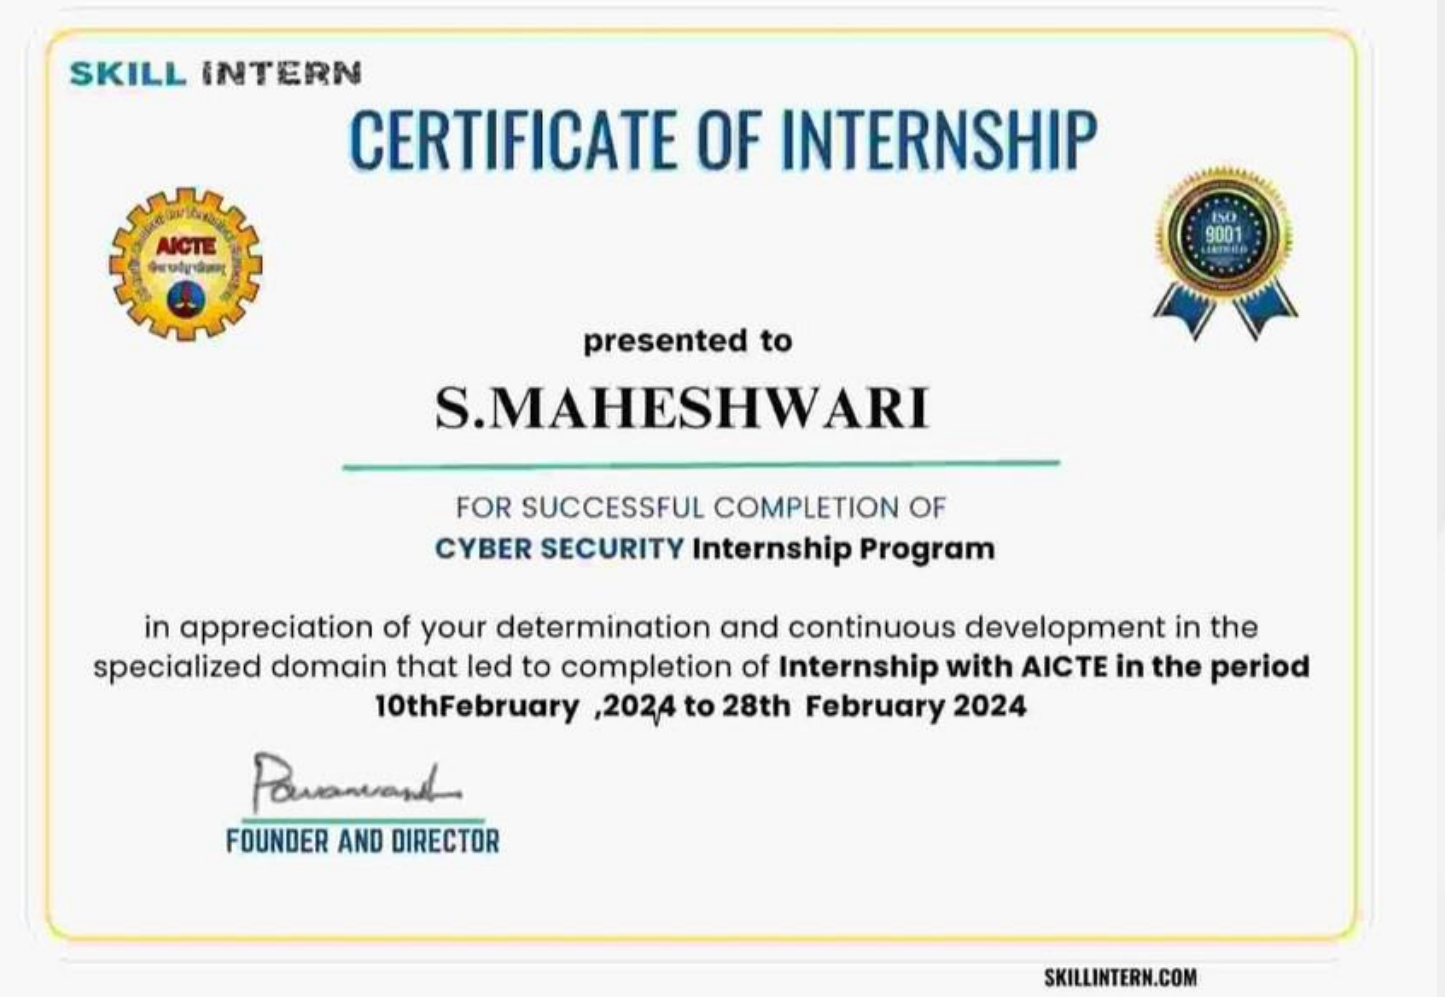 SKILL INTERN
CERTIFICATE OF INTERNSHIP
AICTE
ISO
9001
CERTIFIED
presented to
S.MAHESHWARI
FOR SUCCESSFUL COMPLETION OF
CYBER SECURITY Internship Program
in appreciation of your determination and continuous development in the
specialized domain that led to completion of Internship with AICTE in the period
10thFebruary ,2024 to 28th February 2024
FOUNDER AND DIRECTOR
SKILLINTERN.COM